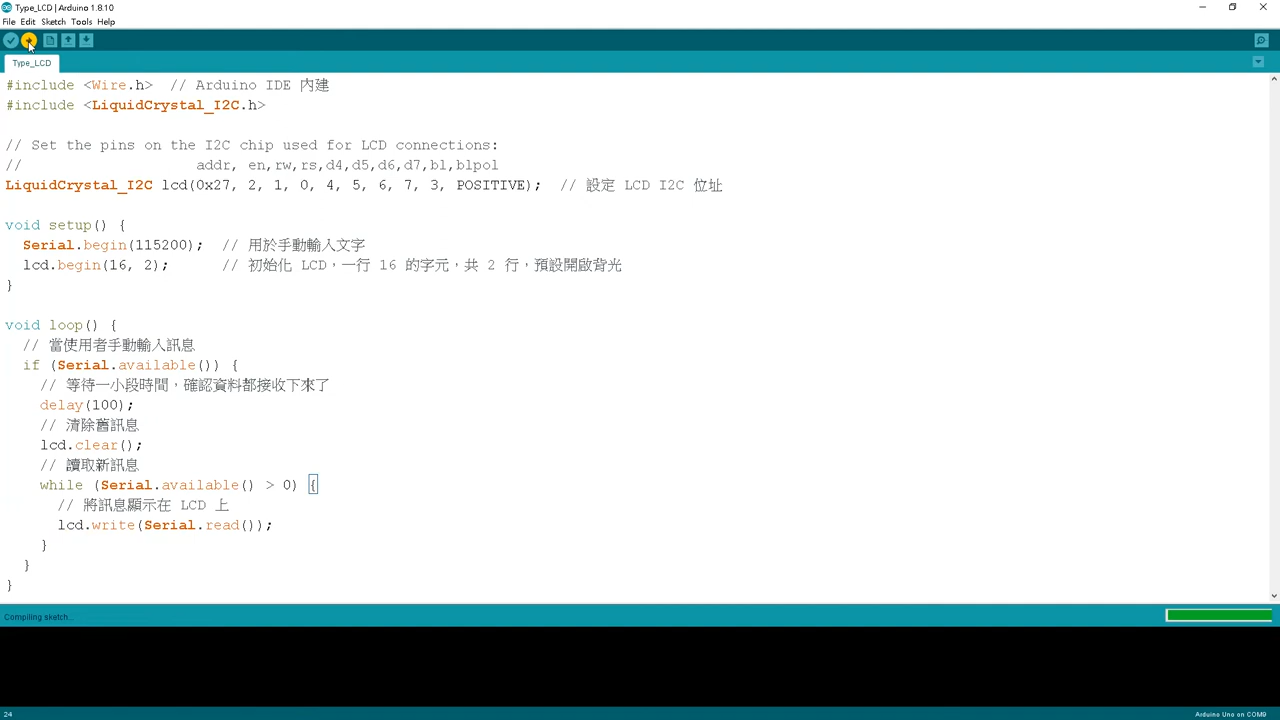 Type_LCD | Arduino 1.8.10
File Edit Sketch Tools Help
Type_LCD
#include <Wire.h>  // Arduino IDE 內建
#include <LiquidCrystal_I2C.h>
// Set the pins on the I2C chip used for LCD connections:
//                    addr, en,rw,rs,d4,d5,d6,d7,bl,blpol
LiquidCrystal_I2C lcd(0x27, 2, 1, 0, 4, 5, 6, 7, 3, POSITIVE);  // 設定 LCD I2C 位址
void setup() {
  Serial.begin(115200);  // 用於手動輸入文字
  lcd.begin(16, 2);      // 初始化 LCD，一行 16 的字元，共 2 行，預設開啟背光
}
void loop() {
  // 當使用者手動輸入訊息
  if (Serial.available()) {
    // 等待一小段時間，確認資料都接收下來了
    delay(100);
    // 清除舊訊息
    lcd.clear();
    // 讀取新訊息
    while (Serial.available() > 0) {
      // 將訊息顯示在 LCD 上
      lcd.write(Serial.read());
    }
  }
}
Compiling sketch...
24
Arduino Uno on COM9